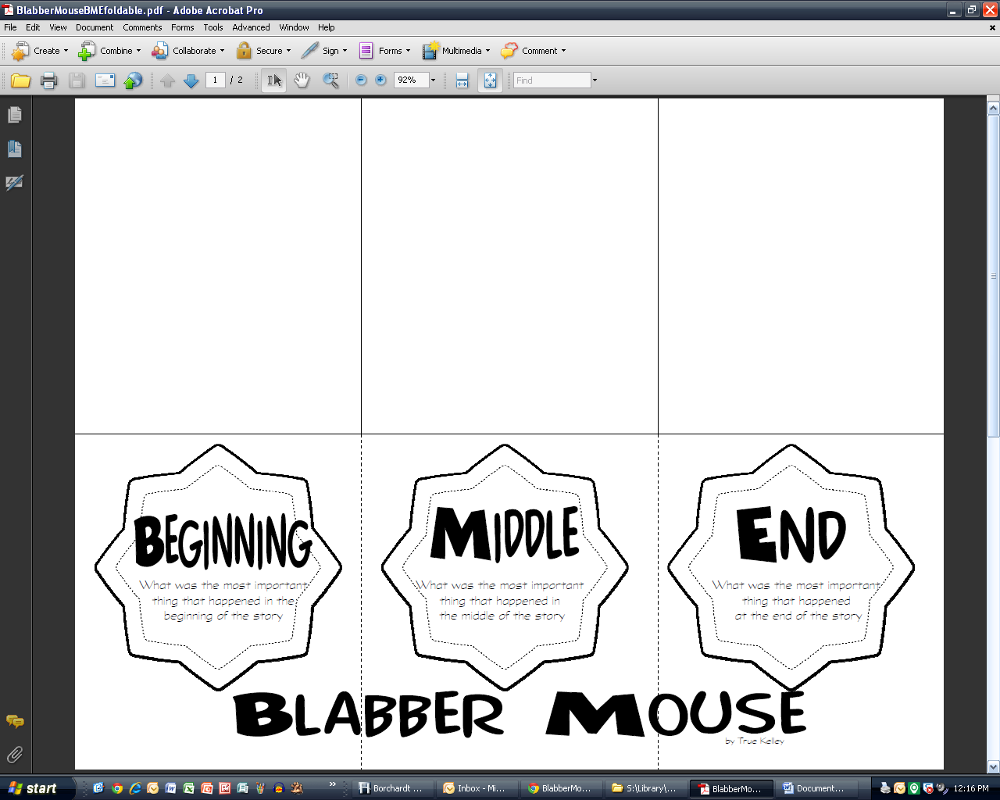 BlabberMouseBMEfoldable.pdf - Adobe Acrobat Pro
File Edit View Document Comments Forms Tools Advanced Window Help
Create Combine Collaborate Secure Sign Forms Multimedia Comment
1 / 2 92% Find
BEGINNING
What was the most important
thing that happened in the
beginning of the story
MIDDLE
What was the most important
thing that happened in
the middle of the story
END
What was the most important
thing that happened
at the end of the story
BLABBER MOUSE
by True Kelley
start Borchardt ... Inbox - Mi... BlabberMo... S:\Library\... BlabberMo... Document... 12:16 PM